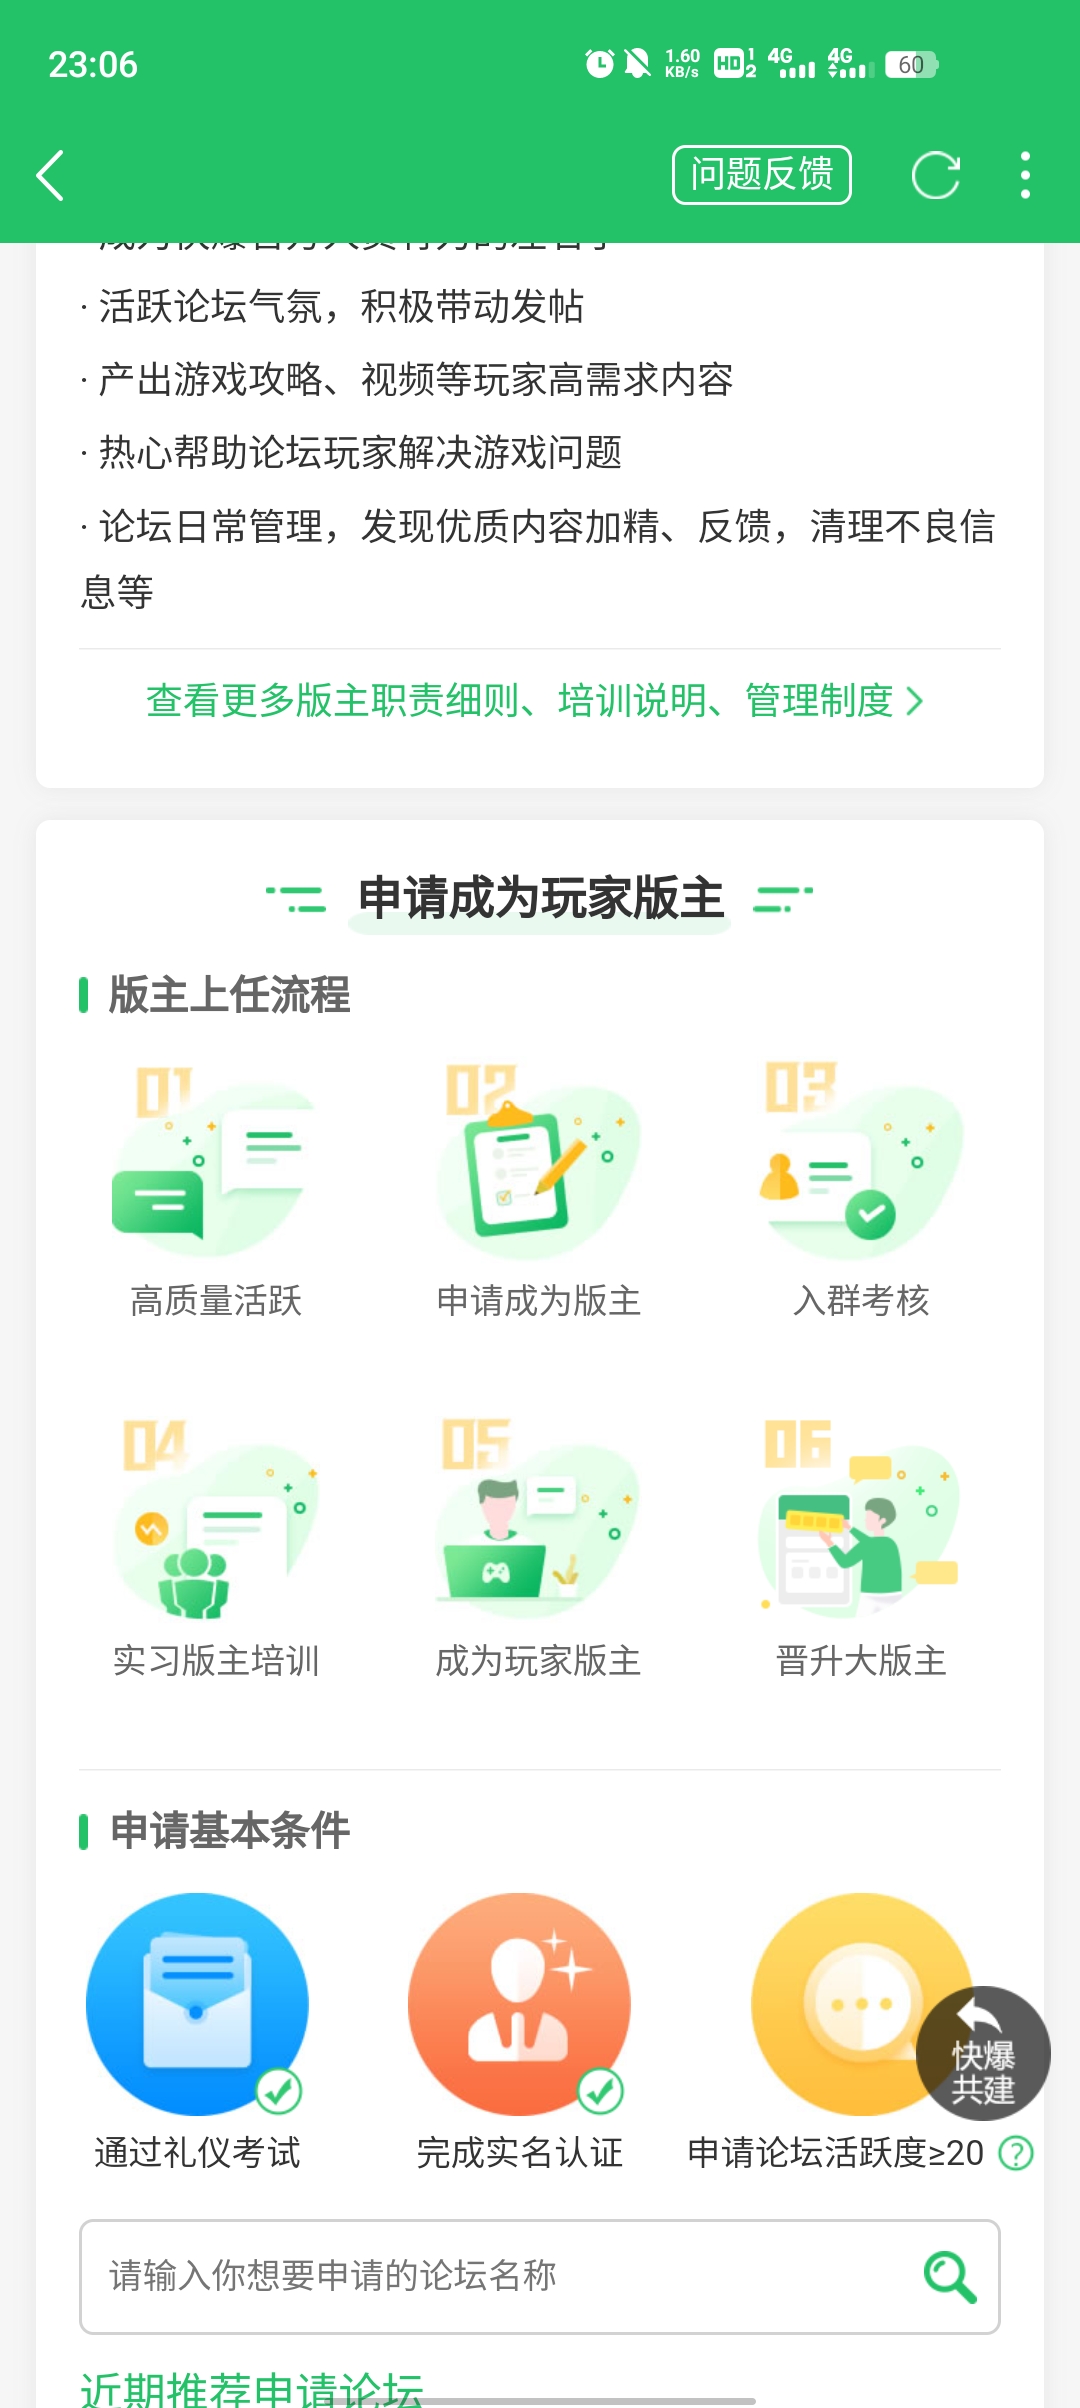 23:06
1.60
KB/s
HD 1 2
4G
4G
60
问题反馈
· 活跃论坛气氛，积极带动发帖
· 产出游戏攻略、视频等玩家高需求内容
· 热心帮助论坛玩家解决游戏问题
· 论坛日常管理，发现优质内容加精、反馈，清理不良信
息等
查看更多版主职责细则、培训说明、管理制度
申请成为玩家版主
版主上任流程
01
02
03
高质量活跃
申请成为版主
入群考核
04
05
06
实习版主培训
成为玩家版主
晋升大版主
申请基本条件
快爆
共建
通过礼仪考试
完成实名认证
申请论坛活跃度≥20
?
请输入你想要申请的论坛名称
近期推荐申请论坛